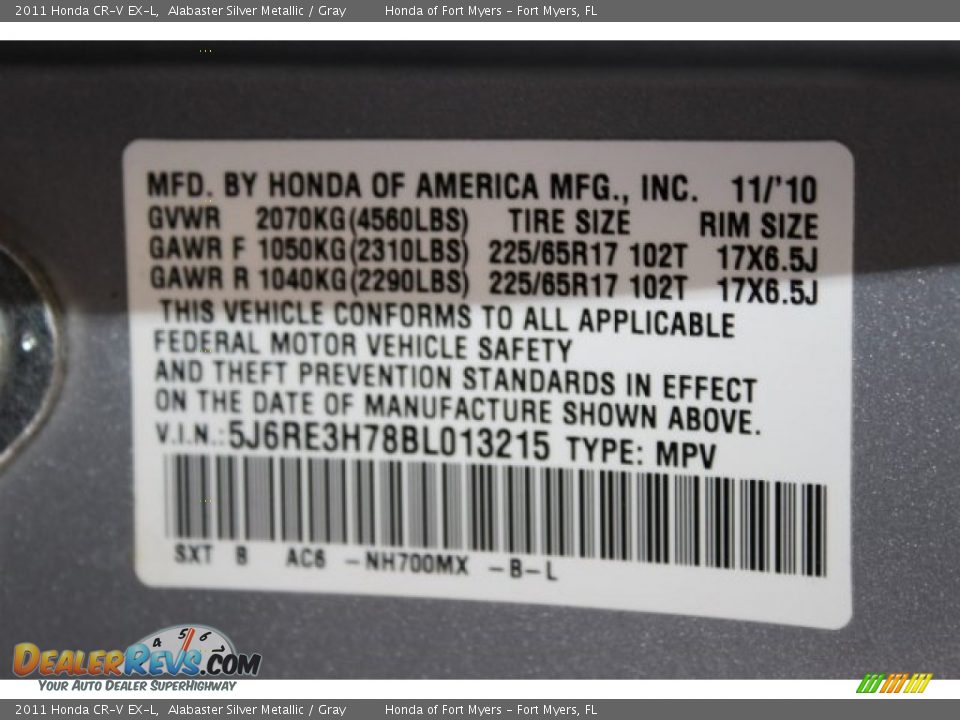 2011 Honda CR-V EX-L, Alabaster Silver Metallic / Gray Honda of Fort Myers - Fort Myers, FL
MFD. BY HONDA OF AMERICA MFG., INC. 11/'10
GVWR 2070KG(4560LBS) TIRE SIZE RIM SIZE
GAWR F 1050KG(2310LBS) 225/65R17 102T 17X6.5J
GAWR R 1040KG(2290LBS) 225/65R17 102T 17X6.5J
THIS VEHICLE CONFORMS TO ALL APPLICABLE
FEDERAL MOTOR VEHICLE SAFETY
AND THEFT PREVENTION STANDARDS IN EFFECT
ON THE DATE OF MANUFACTURE SHOWN ABOVE.
V.I.N.: 5J6RE3H78BL013215 TYPE: MPV
SXT B AC6 -NH700MX -B-L
4 5 6
DEALERREVS.COM
YOUR AUTO DEALER SUPERHIGHWAY
2011 Honda CR-V EX-L, Alabaster Silver Metallic / Gray Honda of Fort Myers - Fort Myers, FL